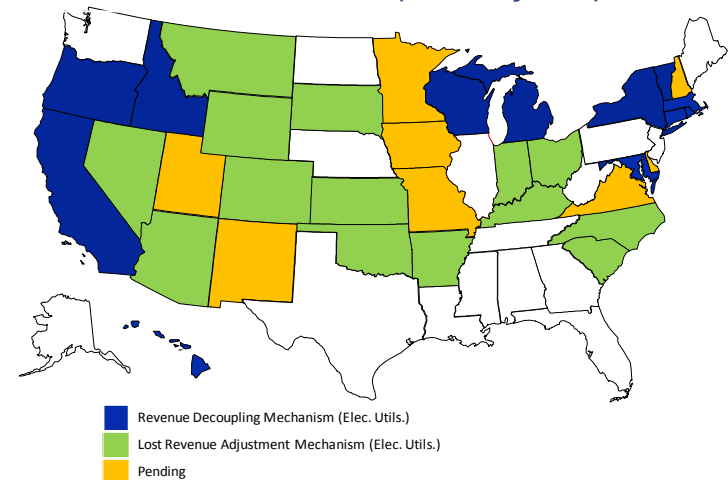 Revenue Decoupling Mechanism (Elec. Utils.)
Lost Revenue Adjustment Mechanism (Elec. Utils.)
Pending